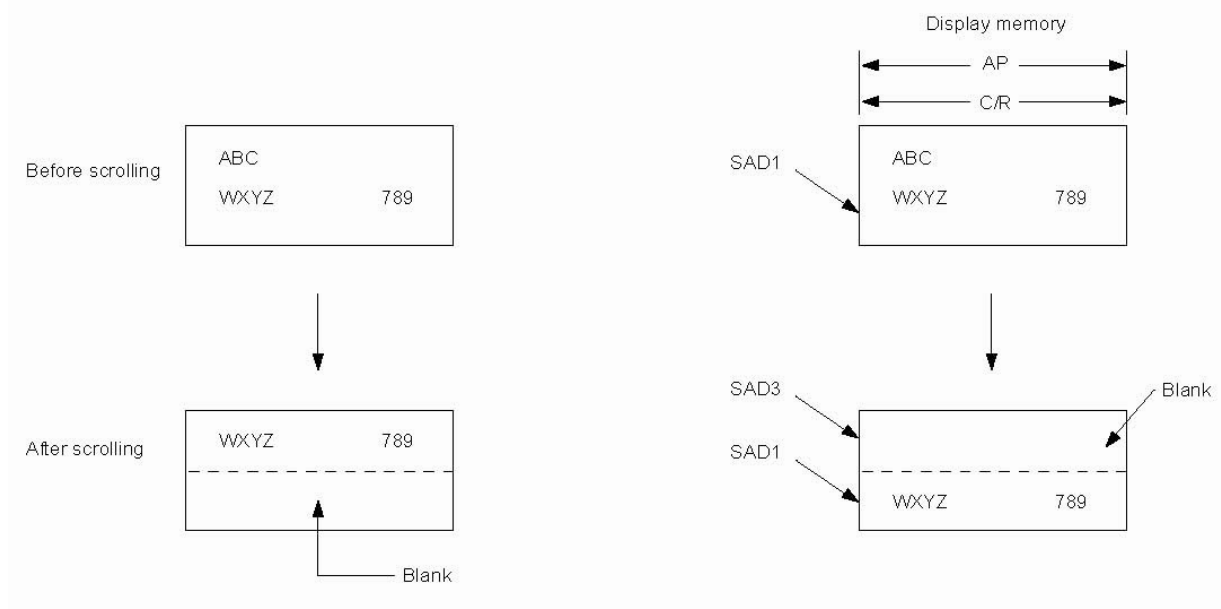 Display memory
AP
C/R
Before scrolling
ABC
WXYZ 789
SAD1
ABC
WXYZ 789
After scrolling
WXYZ 789
Blank
SAD3
SAD1
Blank
WXYZ 789